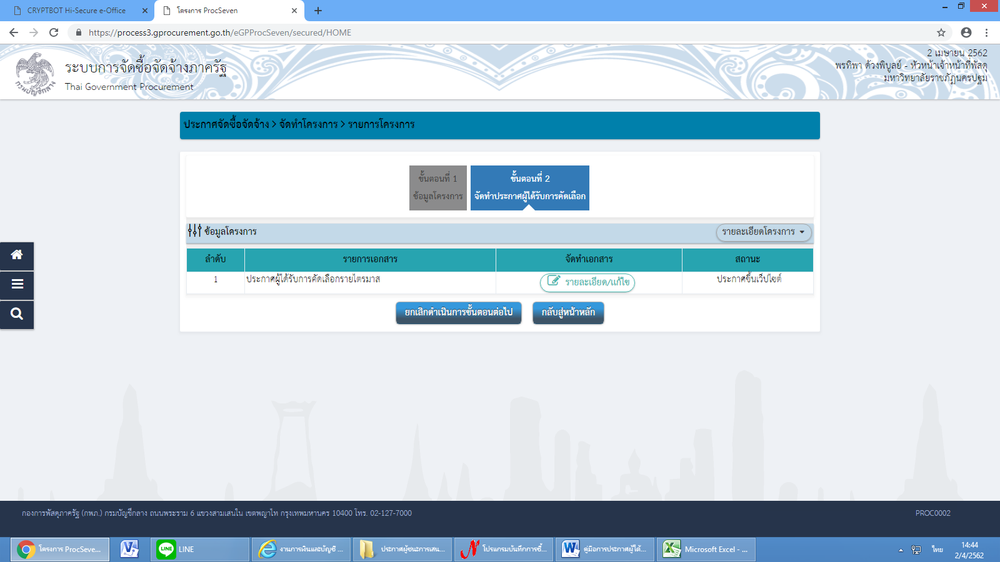 CRYPTBOT Hi-Secure e-Office
โครงการ ProcSeven
https://process3.gprocurement.go.th/eGPProcSeven/secured/HOME
ระบบการจัดซื้อจัดจ้างภาครัฐ
Thai Government Procurement
กรมบัญชีกลาง
2 เมษายน 2562
พรทิพา ด้วงพิบูลย์ - หัวหน้าเจ้าหน้าที่พัสดุ
มหาวิทยาลัยราชภัฏนครปฐม
ประกาศจัดซื้อจัดจ้าง > จัดทำโครงการ > รายการโครงการ
ขั้นตอนที่ 1
ข้อมูลโครงการ
ขั้นตอนที่ 2
จัดทำประกาศผู้ได้รับการคัดเลือก
ข้อมูลโครงการ
รายละเอียดโครงการ
ลำดับ รายการเอกสาร จัดทำเอกสาร สถานะ
1 ประกาศผู้ได้รับการคัดเลือกรายไตรมาส รายละเอียด/แก้ไข ประกาศขึ้นเว็บไซต์
ยกเลิกดำเนินการขั้นตอนต่อไป กลับสู่หน้าหลัก
กองการพัสดุภาครัฐ (กพภ.) กรมบัญชีกลาง ถนนพระราม 6 แขวงสามเสนใน เขตพญาไท กรุงเทพมหานคร 10400 โทร. 02-127-7000
PROC0002
โครงการ ProcSeve...
LINE
งานการเงินและบัญชี ...
ประกาศผู้ชนะการเสน...
โปรแกรมบันทึกการซื้...
คู่มือการประกาศผู้ได้...
Microsoft Excel - ...
ไทย
14:44
2/4/2562